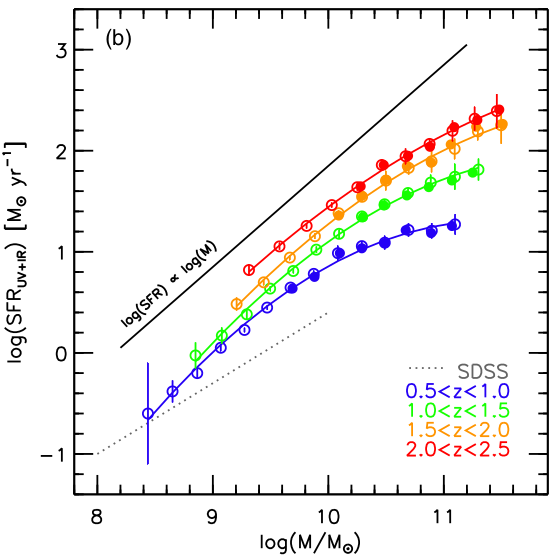 (b)
log(SFR_UV+IR) [M⊙ yr⁻¹]
3
2
1
0
−1
log(SFR) ∝ log(M)
SDSS
0.5<z<1.0
1.0<z<1.5
1.5<z<2.0
2.0<z<2.5
8 9 10 11
log(M/M⊙)